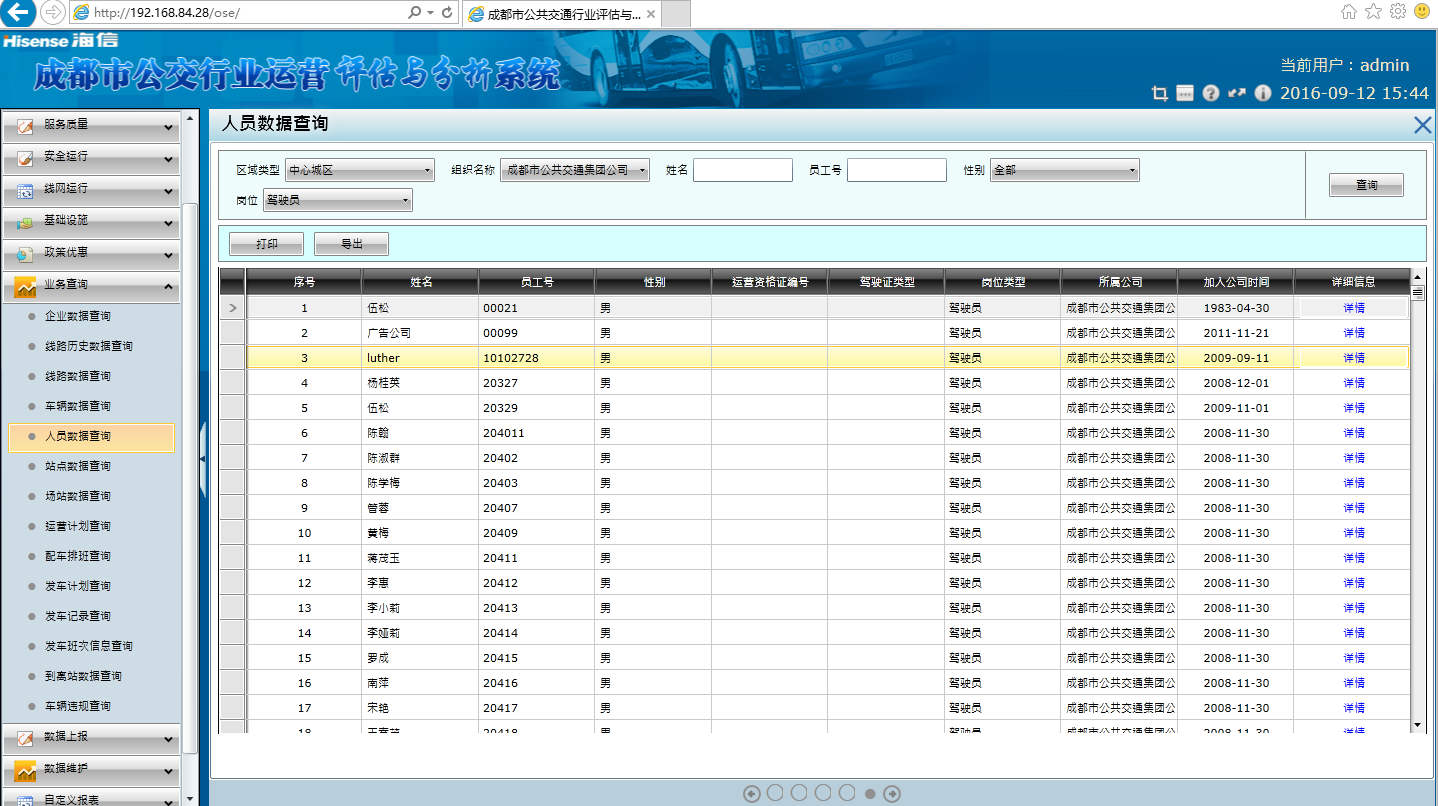 http://192.168.84.28/ose/
成都市公共交通行业评估与...
Hisense 海信
成都市公交行业运营评估与分析系统
当前用户：admin
2016-09-12 15:44
服务质量
安全运行
线网运行
基础设施
政策优惠
业务查询
企业数据查询
线路历史数据查询
线路数据查询
车辆数据查询
人员数据查询
站点数据查询
场站数据查询
运营计划查询
配车排班查询
发车计划查询
发车记录查询
发车班次信息查询
到离站数据查询
车辆违规查询
数据上报
数据维护
自定义报表
人员数据查询
区域类型 中心城区 组织名称 成都市公共交通集团公司 姓名 员工号 性别 全部
岗位 驾驶员
查询
打印 导出
序号 姓名 员工号 性别 运营资格证编号 驾驶证类型 岗位类型 所属公司 加入公司时间 详细信息
1 伍松 00021 男 驾驶员 成都市公共交通集团公 1983-04-30 详情
2 广告公司 00099 男 驾驶员 成都市公共交通集团公 2011-11-21 详情
3 luther 10102728 男 驾驶员 成都市公共交通集团公 2009-09-11 详情
4 杨桂英 20327 男 驾驶员 成都市公共交通集团公 2008-12-01 详情
5 伍松 20329 男 驾驶员 成都市公共交通集团公 2009-11-01 详情
6 陈翰 204011 男 驾驶员 成都市公共交通集团公 2008-11-30 详情
7 陈淑群 20402 男 驾驶员 成都市公共交通集团公 2008-11-30 详情
8 陈学梅 20403 男 驾驶员 成都市公共交通集团公 2008-11-30 详情
9 管蓉 20407 男 驾驶员 成都市公共交通集团公 2008-11-30 详情
10 黄梅 20409 男 驾驶员 成都市公共交通集团公 2008-11-30 详情
11 蒋茂玉 20411 男 驾驶员 成都市公共交通集团公 2008-11-30 详情
12 李惠 20412 男 驾驶员 成都市公共交通集团公 2008-11-30 详情
13 李小莉 20413 男 驾驶员 成都市公共交通集团公 2008-11-30 详情
14 李娅莉 20414 男 驾驶员 成都市公共交通集团公 2008-11-30 详情
15 罗成 20415 男 驾驶员 成都市公共交通集团公 2008-11-30 详情
16 南萍 20416 男 驾驶员 成都市公共交通集团公 2008-11-30 详情
17 宋艳 20417 男 驾驶员 成都市公共交通集团公 2008-11-30 详情
18 20418 男 驾驶员 成都市公共交通集团公 2008-11-30 详情